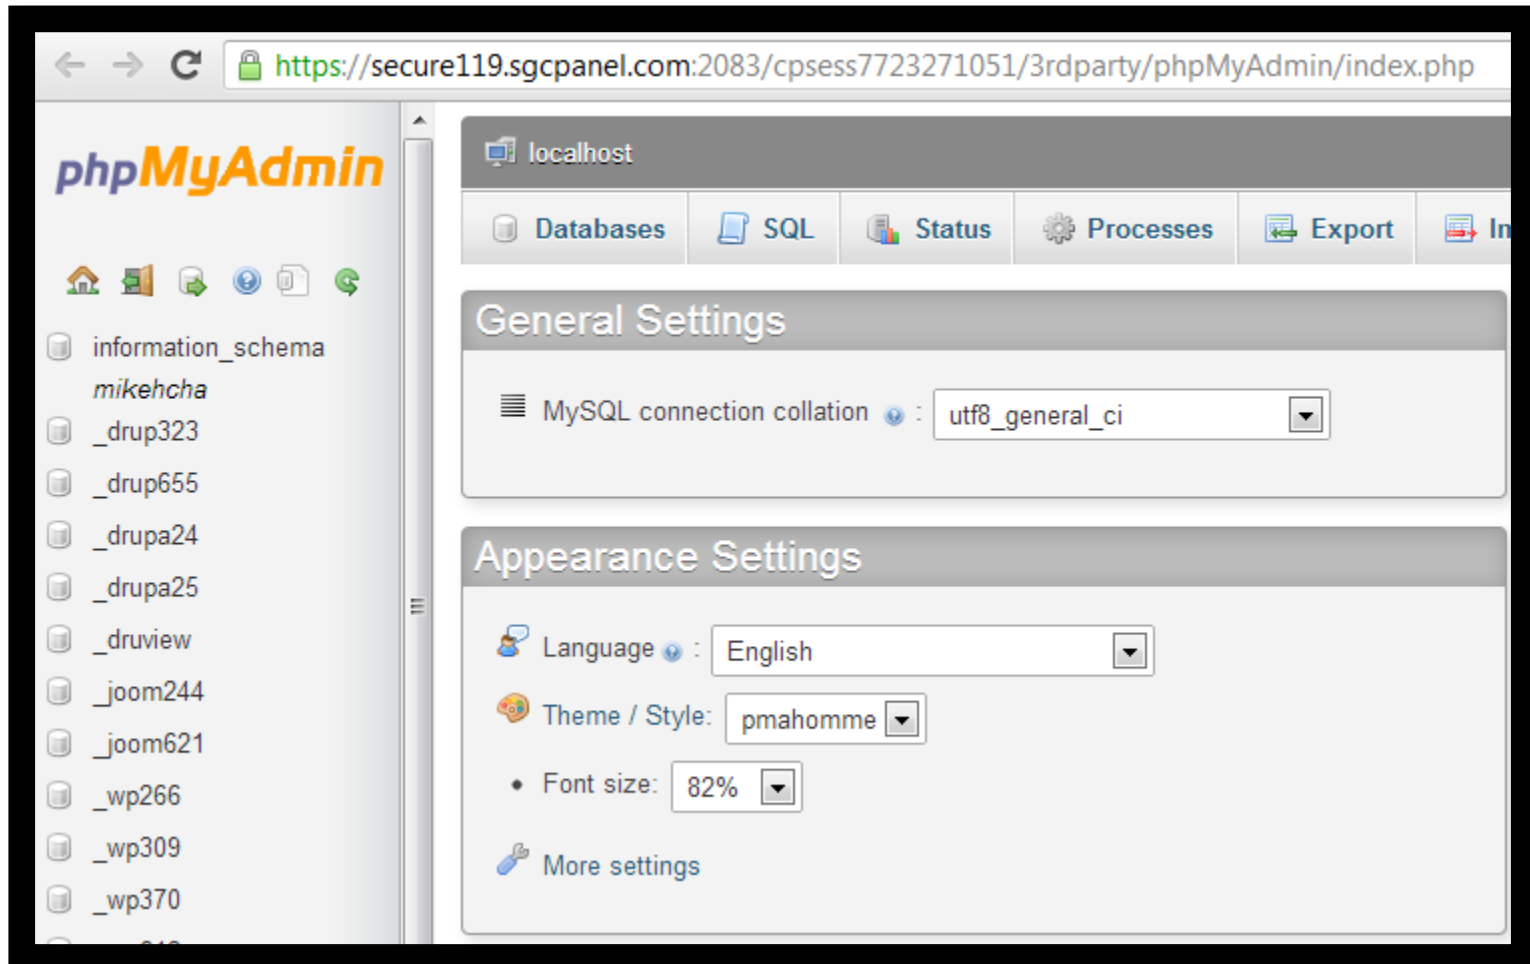 https://secure119.sgcpanel.com:2083/cpsess7723271051/3rdparty/phpMyAdmin/index.php
phpMyAdmin
information_schema
mikehcha
_drup323
_drup655
_drupa24
_drupa25
_druview
_joom244
_joom621
_wp266
_wp309
_wp370
localhost
Databases SQL Status Processes Export In
General Settings
MySQL connection collation : utf8_general_ci
Appearance Settings
Language : English
Theme / Style: pmahomme
• Font size: 82%
More settings